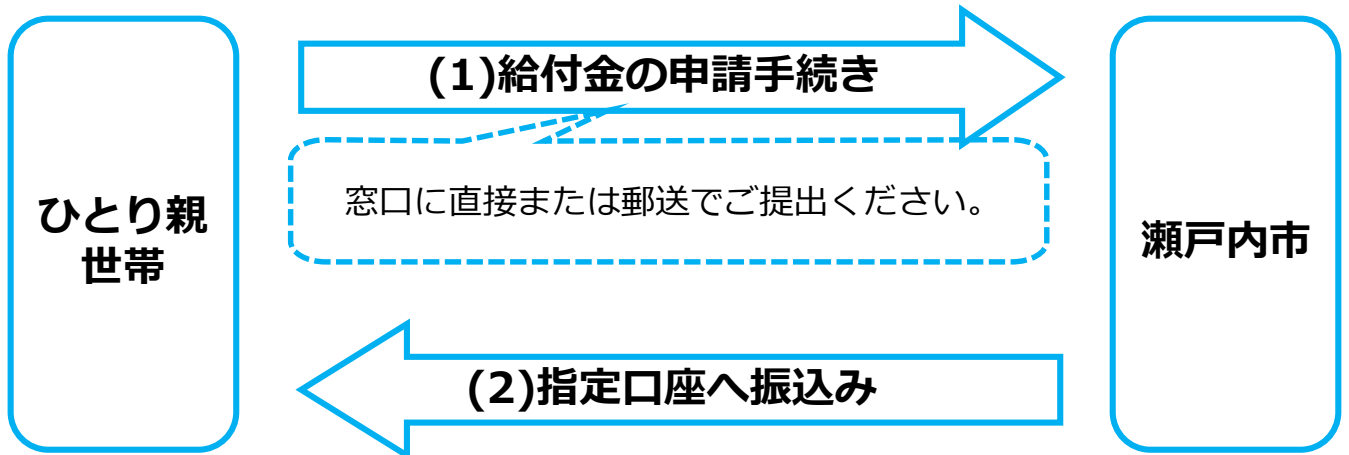 (1)給付金の申請手続き
窓口に直接または郵送でご提出ください。
ひとり親
世帯
瀬戸内市
(2)指定口座へ振込み